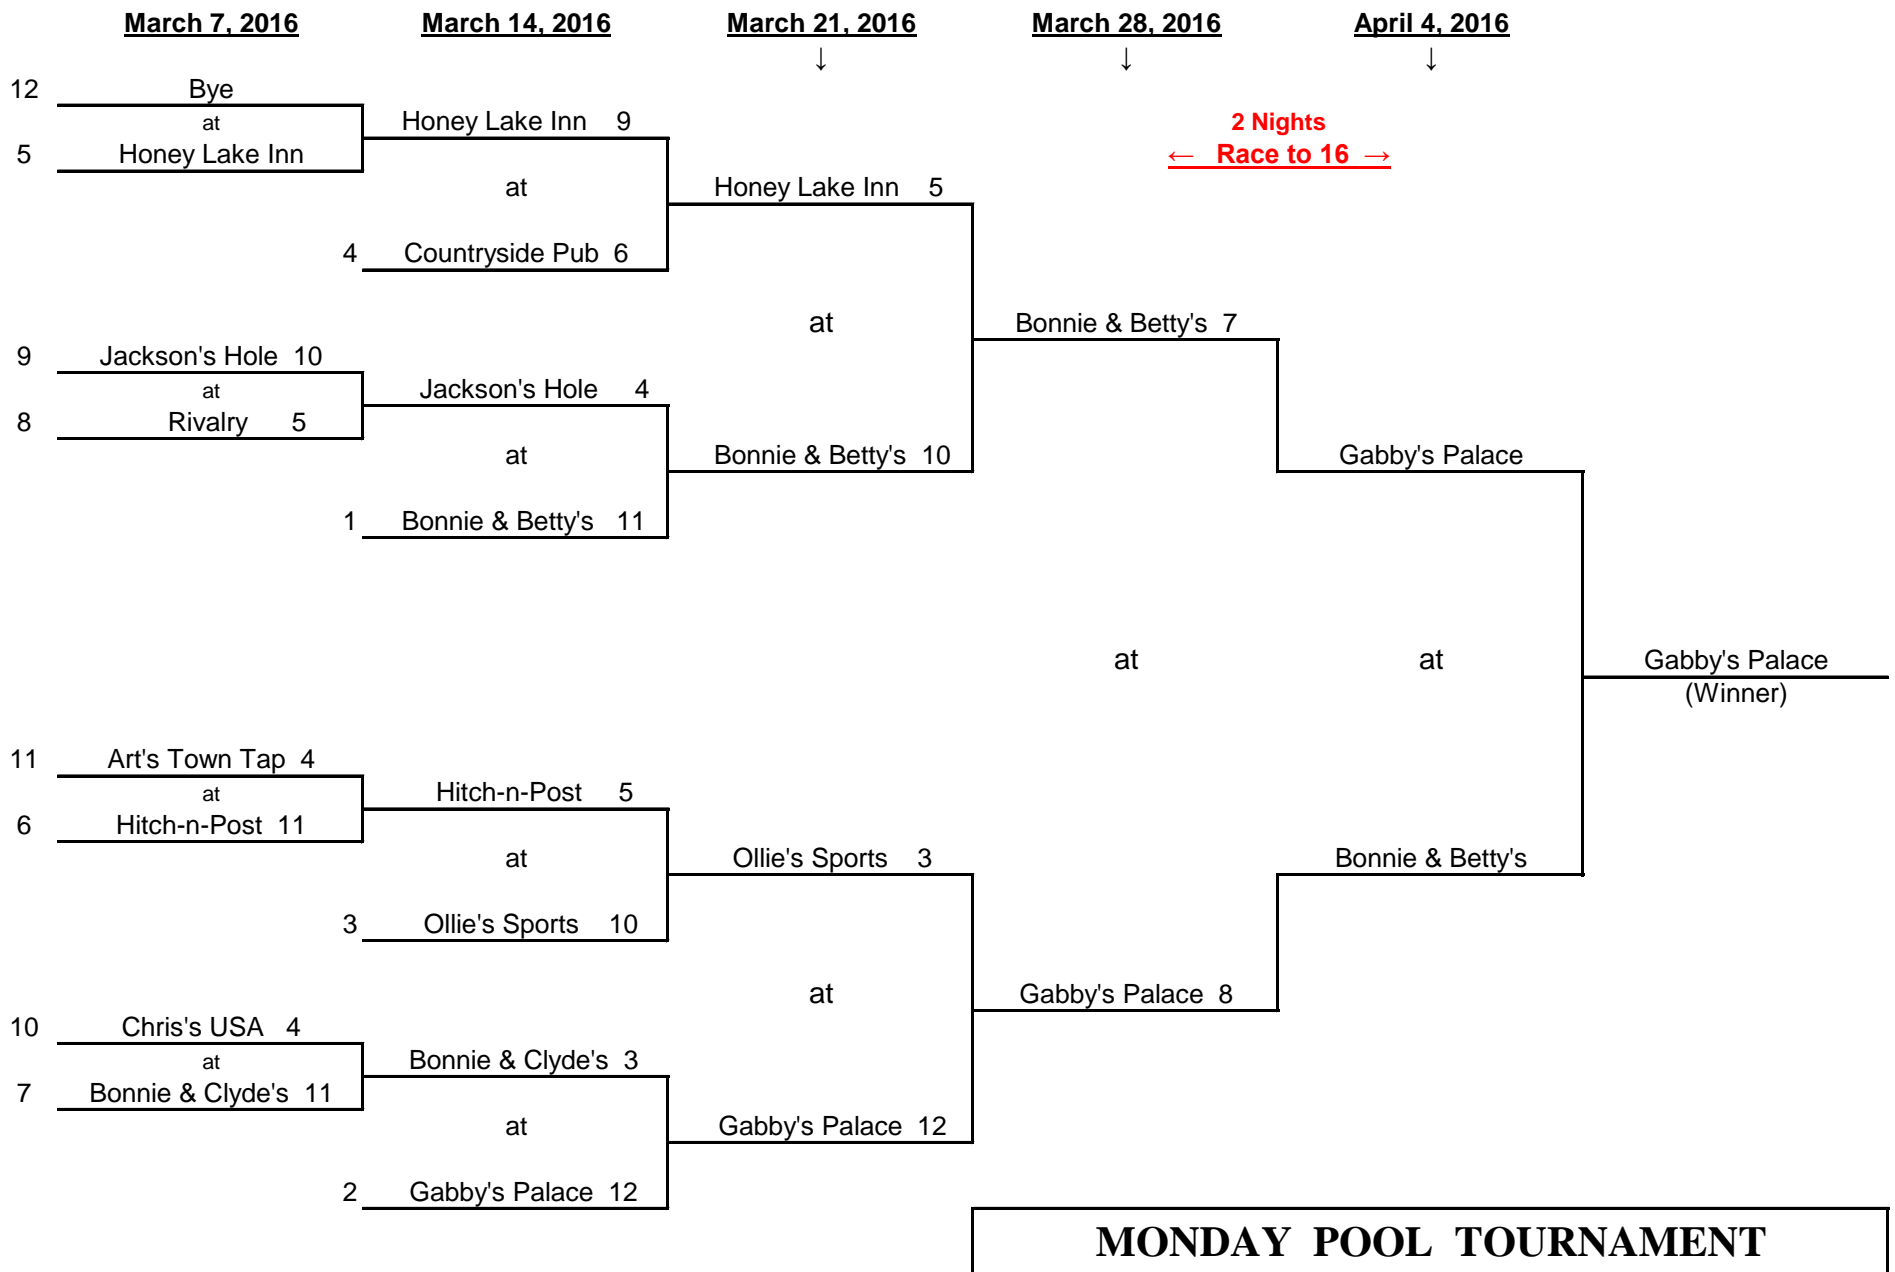 March 7, 2016 March 14, 2016 March 21, 2016 March 28, 2016 April 4, 2016
↓ ↓ ↓
12 Bye
at
5 Honey Lake Inn
Honey Lake Inn 9
at
4 Countryside Pub 6
2 Nights
← Race to 16 →
Honey Lake Inn 5
at
Bonnie & Betty's 7
9 Jackson's Hole 10
at
8 Rivalry 5
Jackson's Hole 4
at
1 Bonnie & Betty's 11
Bonnie & Betty's 10
Gabby's Palace
at at
Gabby's Palace
(Winner)
11 Art's Town Tap 4
at
6 Hitch-n-Post 11
Hitch-n-Post 5
at
3 Ollie's Sports 10
Ollie's Sports 3
Bonnie & Betty's
at
Gabby's Palace 8
10 Chris's USA 4
at
7 Bonnie & Clyde's 11
Bonnie & Clyde's 3
at
2 Gabby's Palace 12
Gabby's Palace 12
MONDAY POOL TOURNAMENT